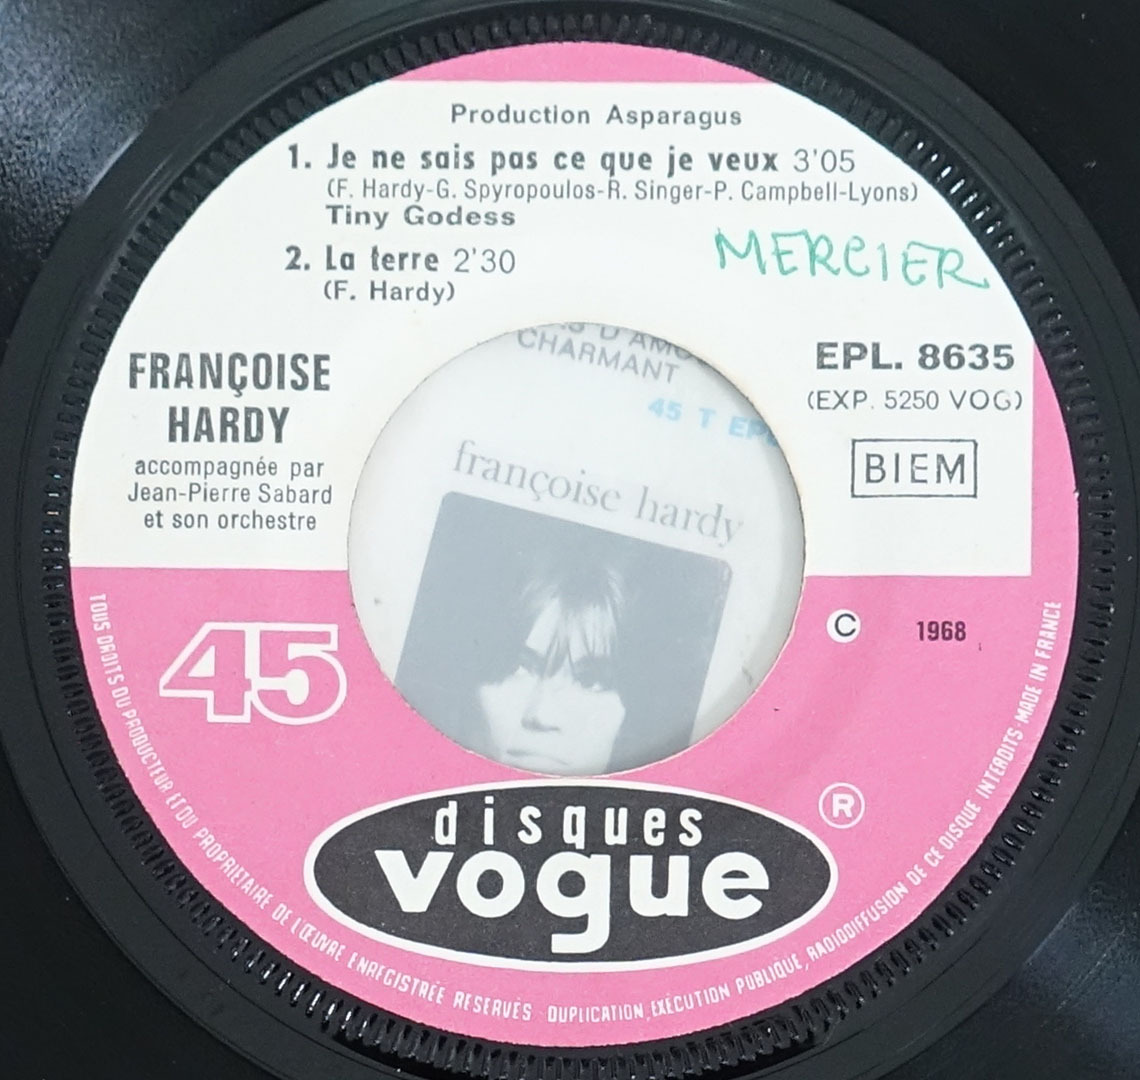 Production Asparagus
1. Je ne sais pas ce que je veux 3'05
(F. Hardy-G. Spyropoulos-R. Singer-P. Campbell-Lyons)
Tiny Godess
2. La terre 2'30
(F. Hardy)
MERCIER
FRANÇOISE
HARDY
accompagnée par
Jean-Pierre Sabard
et son orchestre
EPL. 8635
(EXP. 5250 VOG)
BIEM
D'AMO
CHARMANT
45 T EP
françoise hardy
45
C 1968
disques
vogue
R
TOUS DROITS DU PRODUCTEUR ET DU PROPRIETAIRE DE L'ŒUVRE ENREGISTRÉE RESERVES · DUPLICATION, EXÉCUTION PUBLIQUE, RADIODIFFUSION DE CE DISQUE INTERDITS · MADE IN FRANCE